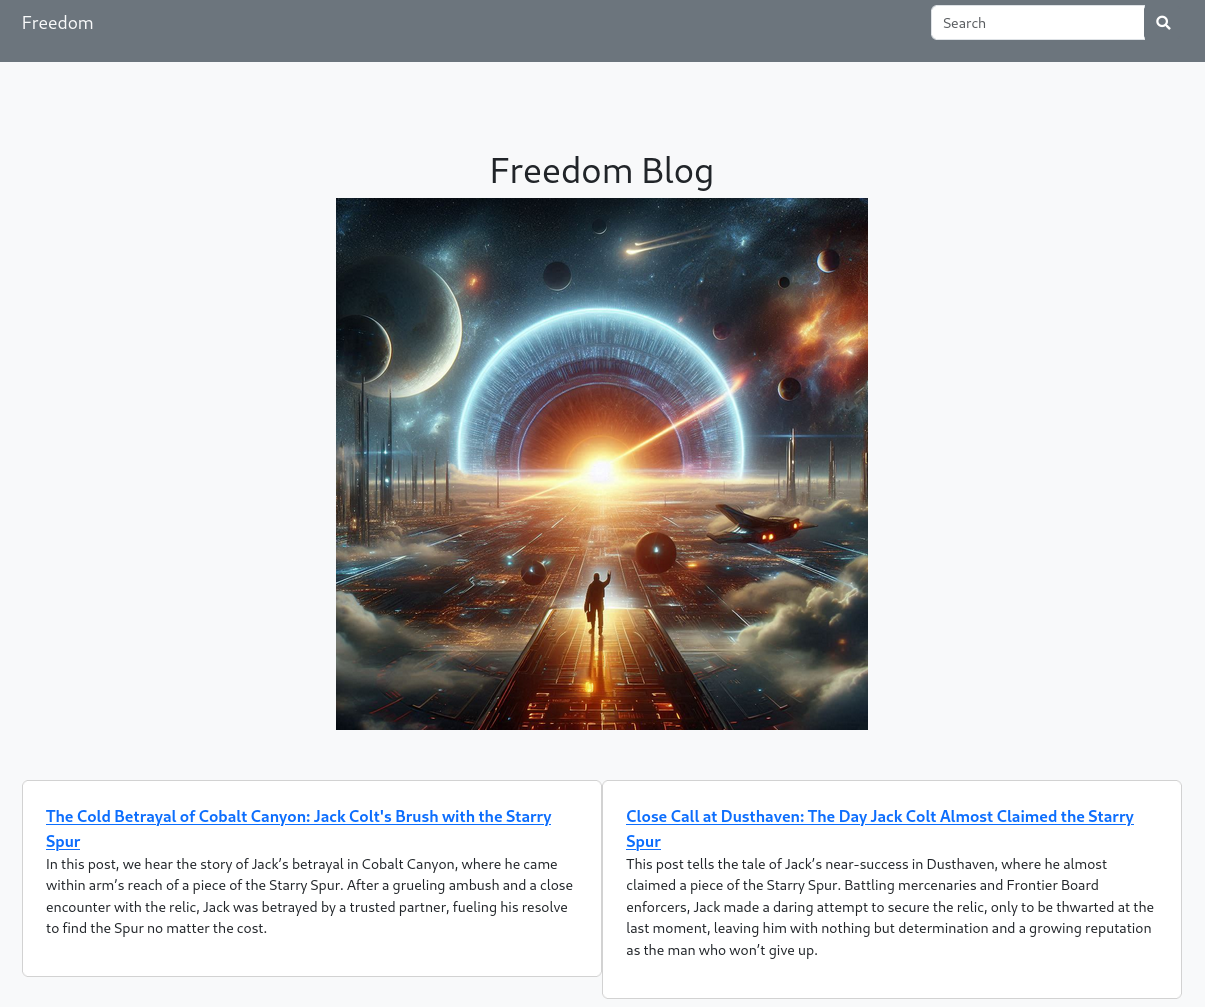 Freedom
Search
Freedom Blog
The Cold Betrayal of Cobalt Canyon: Jack Colt's Brush with the Starry
Spur
In this post, we hear the story of Jack’s betrayal in Cobalt Canyon, where he came
within arm’s reach of a piece of the Starry Spur. After a grueling ambush and a close
encounter with the relic, Jack was betrayed by a trusted partner, fueling his resolve
to find the Spur no matter the cost.
Close Call at Dusthaven: The Day Jack Colt Almost Claimed the Starry
Spur
This post tells the tale of Jack’s near-success in Dusthaven, where he almost
claimed a piece of the Starry Spur. Battling mercenaries and Frontier Board
enforcers, Jack made a daring attempt to secure the relic, only to be thwarted at the
last moment, leaving him with nothing but determination and a growing reputation
as the man who won’t give up.